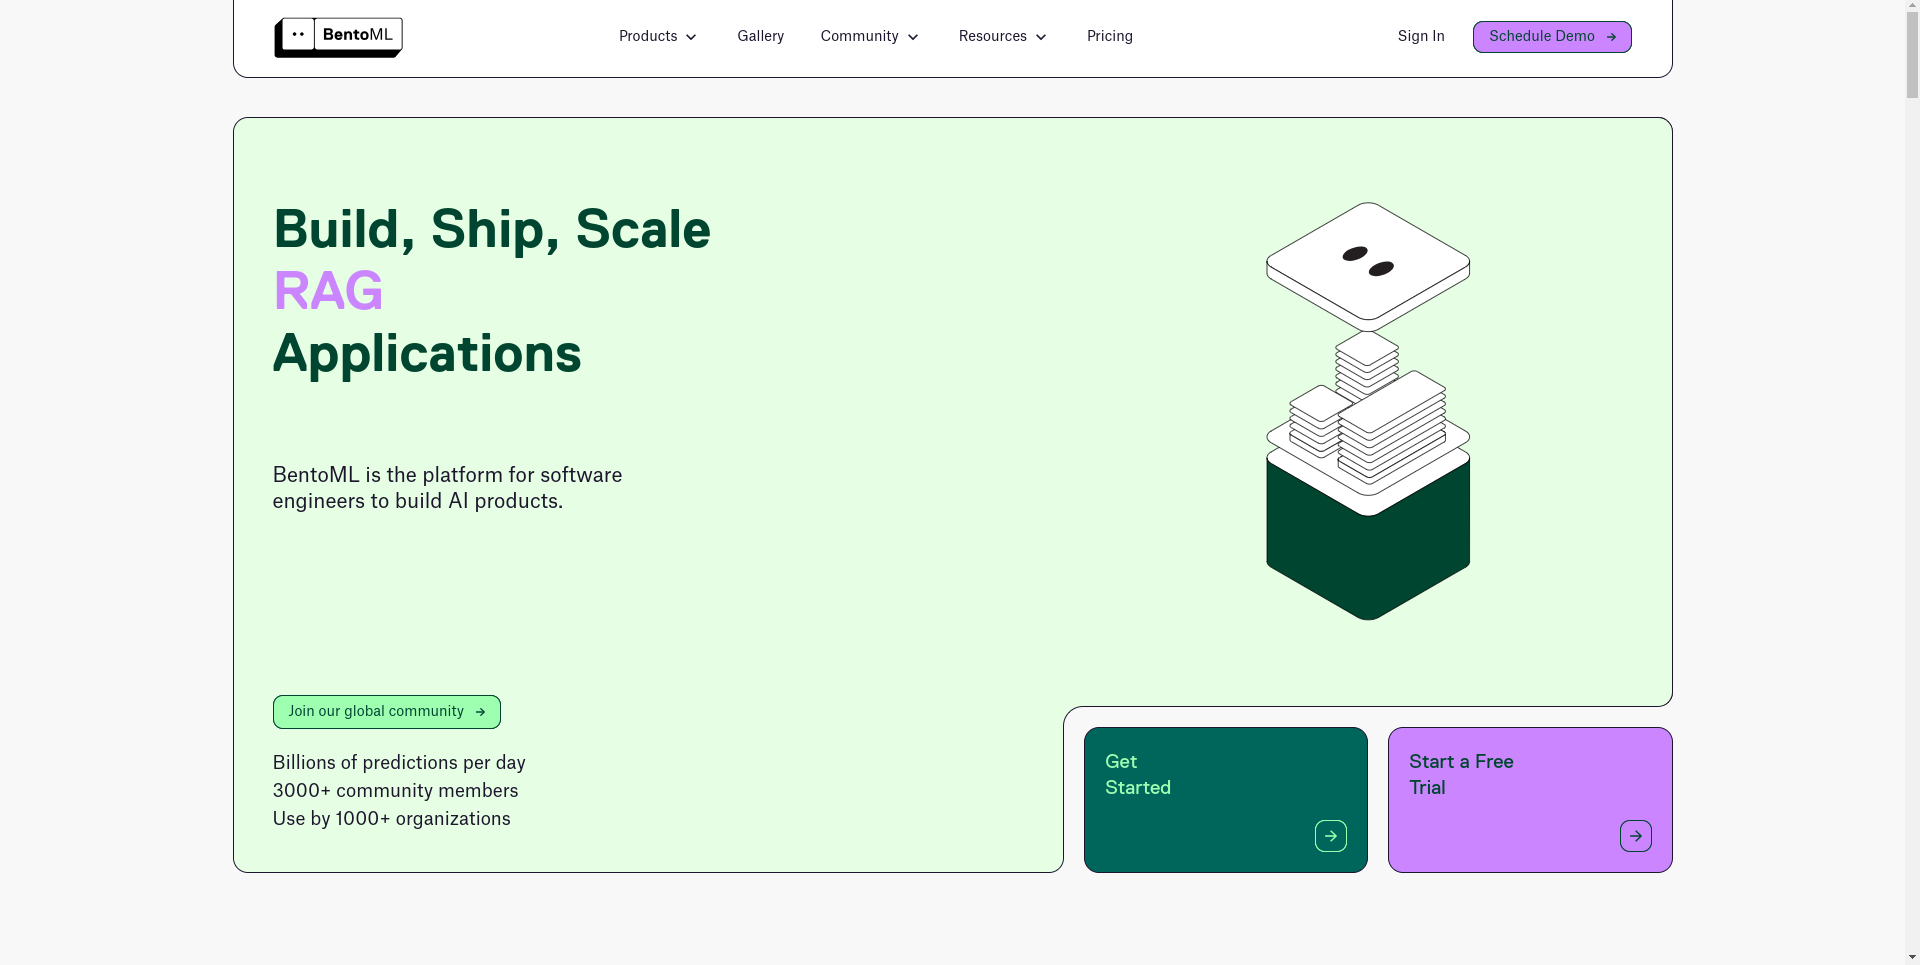 BentoML
Products
Gallery
Community
Resources
Pricing
Sign In
Schedule Demo
Build, Ship, Scale
RAG
Applications
BentoML is the platform for software
engineers to build AI products.
Join our global community
Billions of predictions per day
3000+ community members
Use by 1000+ organizations
Get
Started
Start a Free
Trial